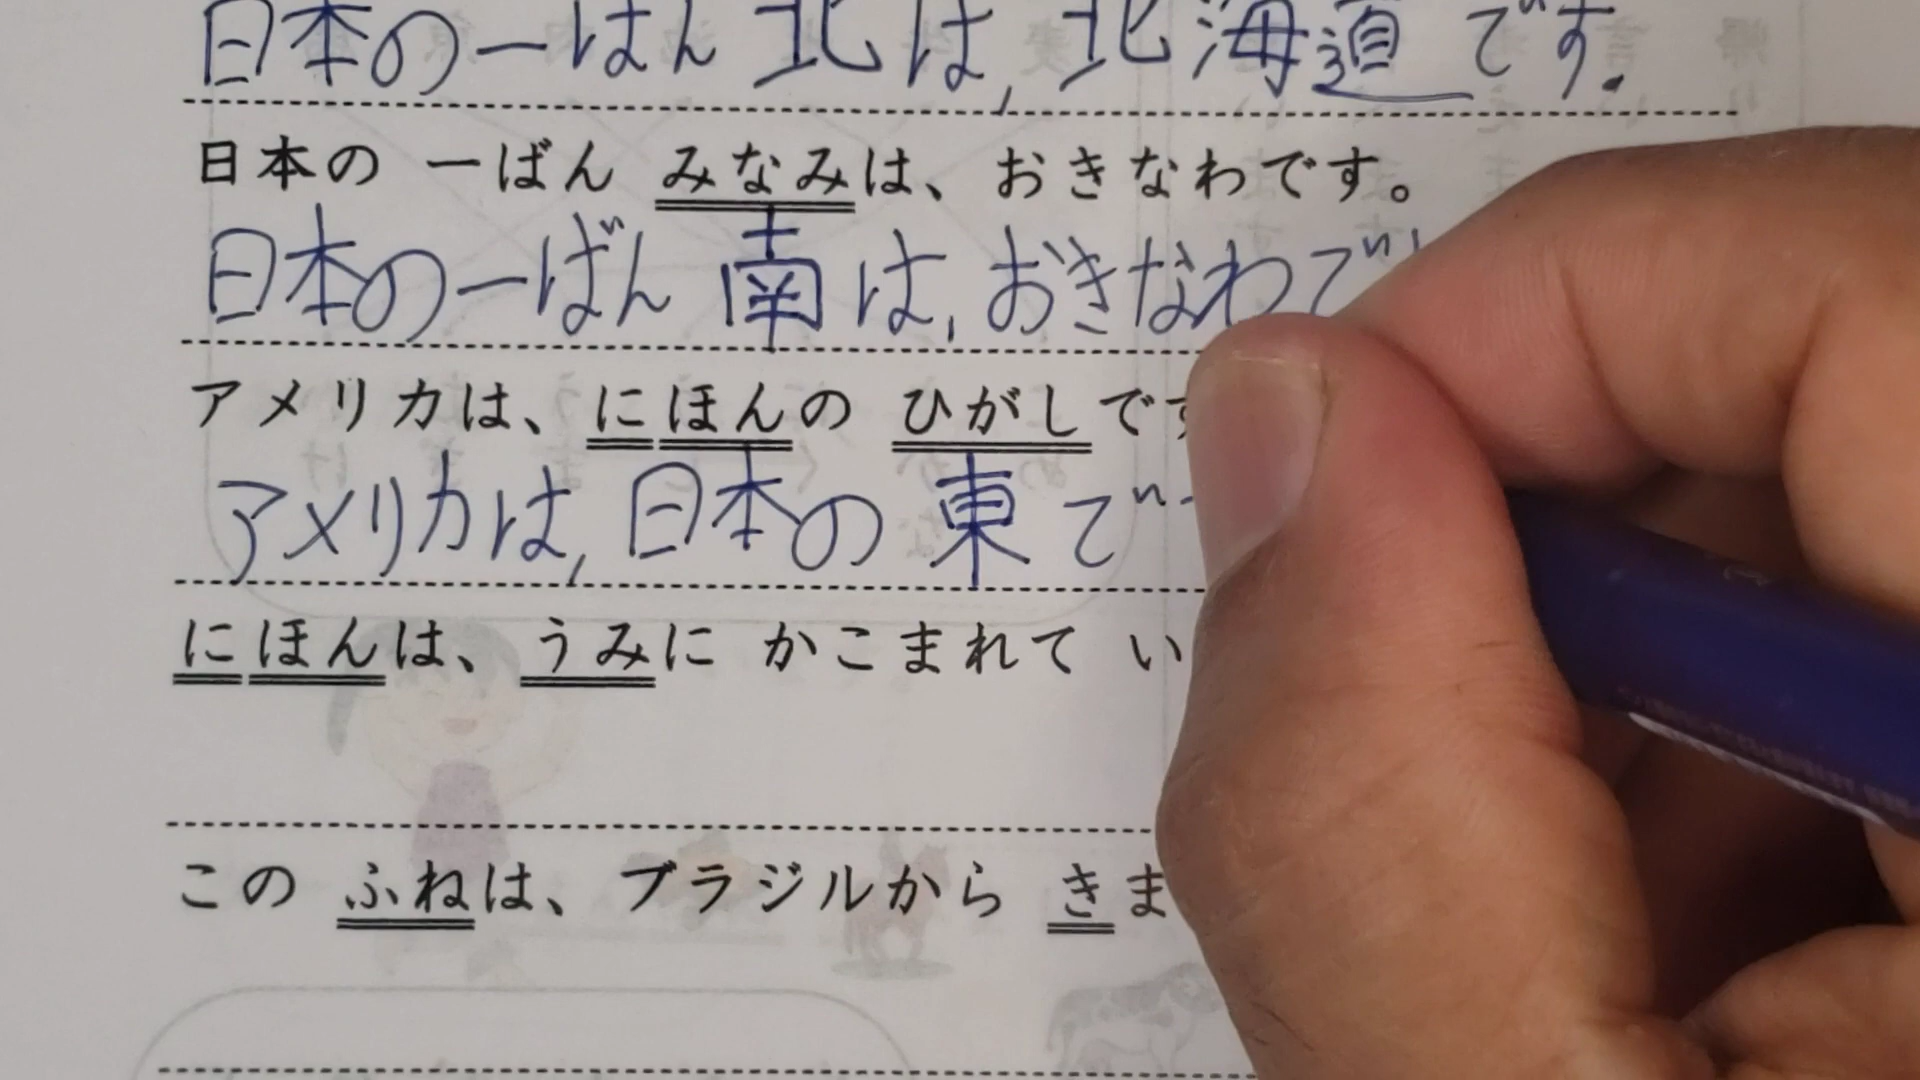 日本の一ばん 北は, 北海道です.
日本の 一ばん みなみは、おきなわです。
日本の一ばん 南は, おきなわで
アメリカは、にほんの ひがしです
アメリカは, 日本の 東で
にほんは、うみに かこまれて い
この ふねは、ブラジルから きま